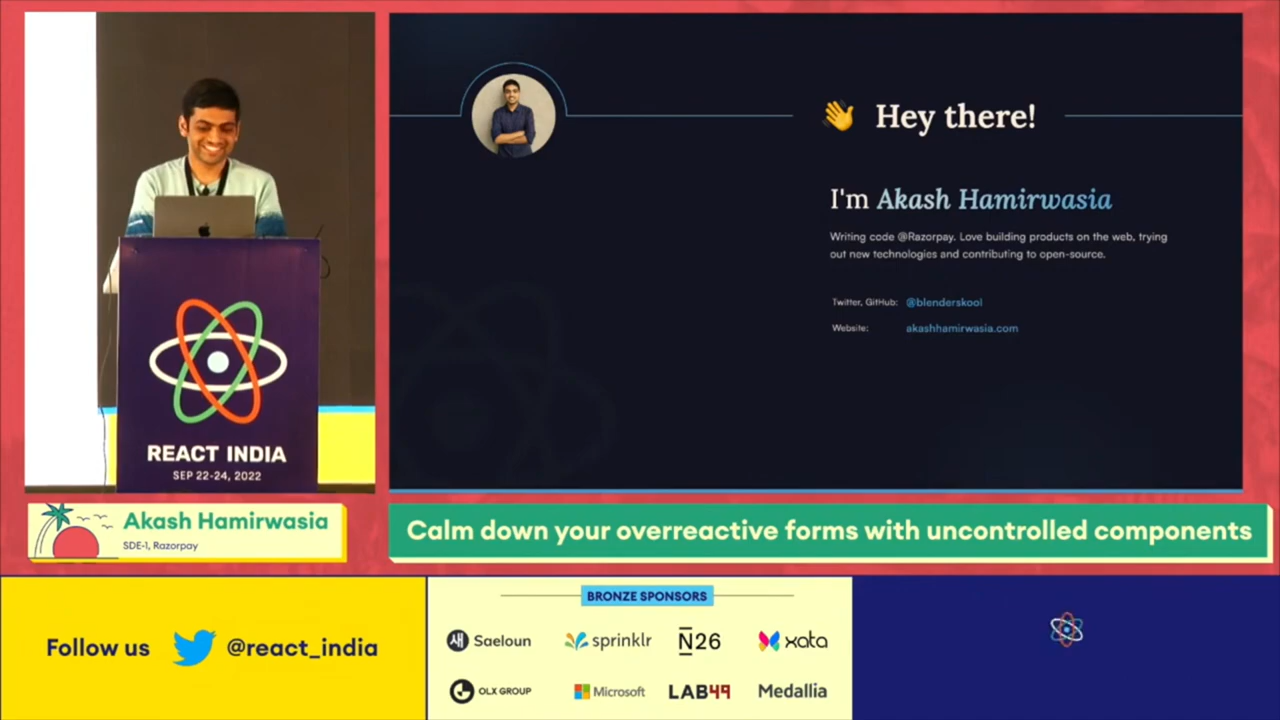 Hey there!
I'm Akash Hamirwasia
Writing code @Razorpay. Love building products on the web, trying
out new technologies and contributing to open-source.
Twitter, GitHub: @blenderskool
Website: akashhamirwasia.com
REACT INDIA
SEP 22-24, 2022
Akash Hamirwasia
SDE-1, Razorpay
Calm down your overreactive forms with uncontrolled components
Follow us @react_india
BRONZE SPONSORS
새 Saeloun sprinklr N26 xata
OLX GROUP Microsoft LAB49 Medallia